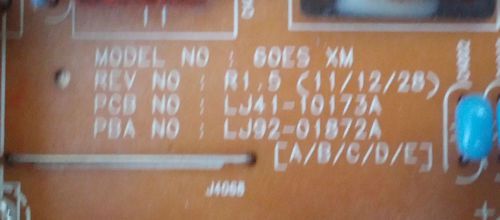 MODEL NO : 60ES XM
REV NO : R1.5 (11/12/28)
PCB NO : LJ41-10173A
PBA NO : LJ92-01872A
[A/B/C/D/E]
J4068